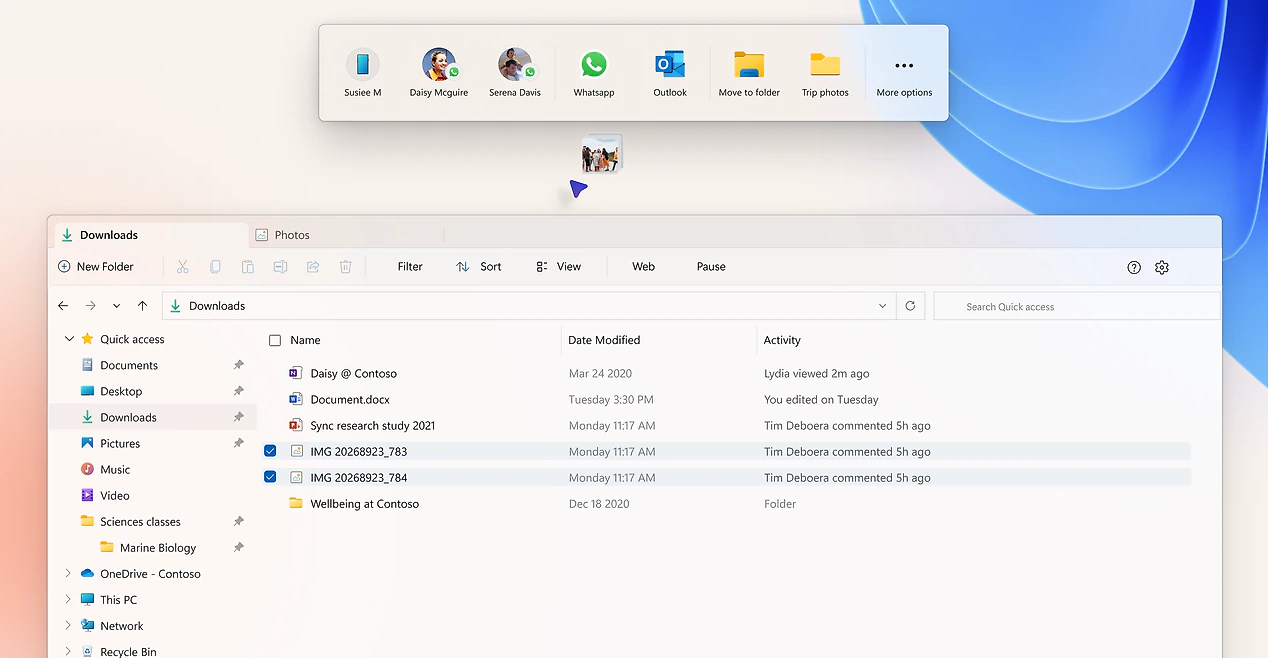 Susiee M Daisy Mcguire Serena Davis Whatsapp Outlook Move to folder Trip photos More options
Downloads Photos
New Folder Filter Sort View Web Pause
Downloads Search Quick access
Quick access
Documents
Desktop
Downloads
Pictures
Music
Video
Sciences classes
Marine Biology
OneDrive - Contoso
This PC
Network
Recycle Bin
Name Date Modified Activity
Daisy @ Contoso Mar 24 2020 Lydia viewed 2m ago
Document.docx Tuesday 3:30 PM You edited on Tuesday
Sync research study 2021 Monday 11:17 AM Tim Deboera commented 5h ago
IMG 20268923_783 Monday 11:17 AM Tim Deboera commented 5h ago
IMG 20268923_784 Monday 11:17 AM Tim Deboera commented 5h ago
Wellbeing at Contoso Dec 18 2020 Folder